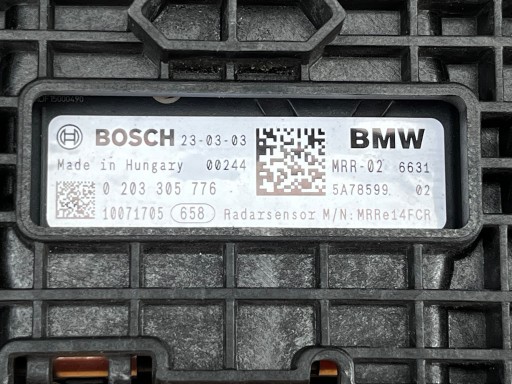 BOSCH 23-03-03 BMW
Made in Hungary 00244 MRR-02 6631
0 203 305 776 5A78599 02
10071705 658 Radarsensor M/N: MRRe14FCR